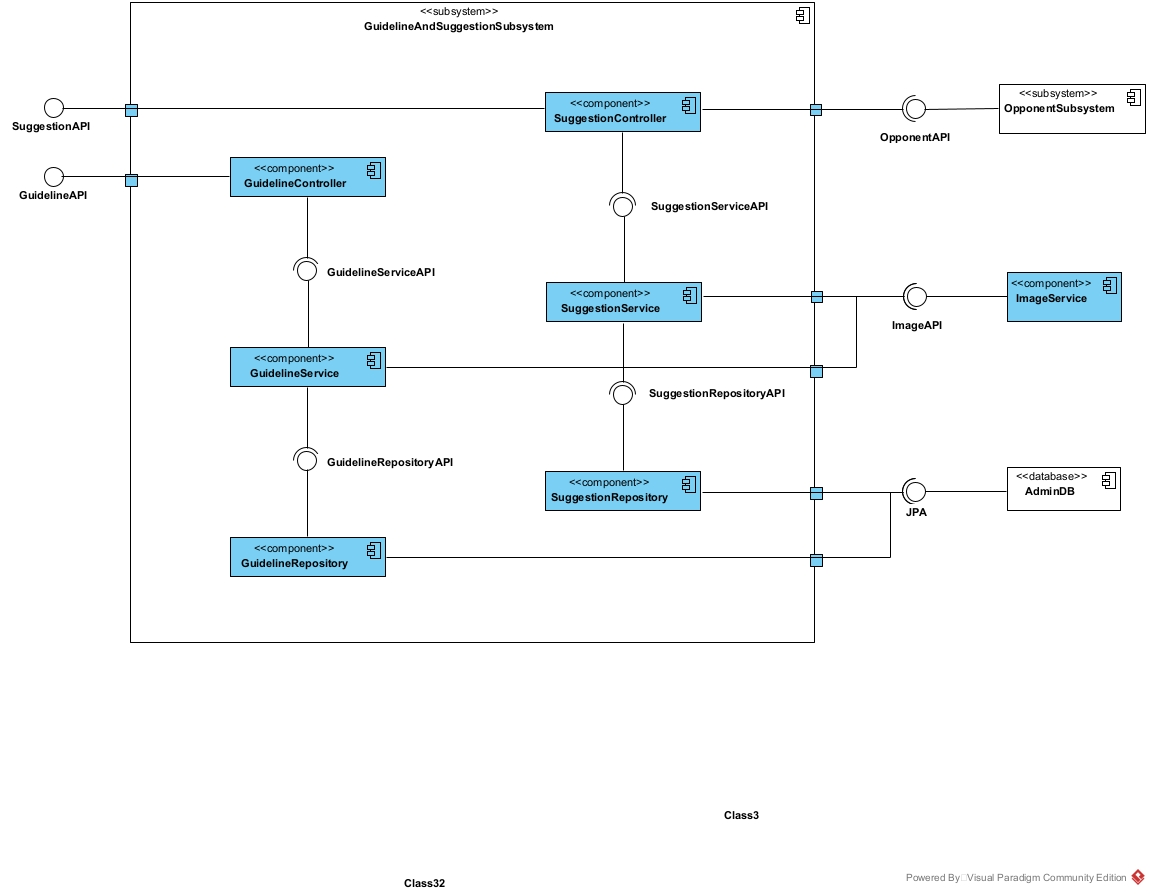 <<subsystem>>
GuidelineAndSuggestionSubsystem
<<component>>
SuggestionController
<<subsystem>>
OpponentSubsystem
SuggestionAPI
OpponentAPI
<<component>>
GuidelineController
GuidelineAPI
SuggestionServiceAPI
GuidelineServiceAPI
<<component>>
SuggestionService
<<component>>
ImageService
ImageAPI
<<component>>
GuidelineService
SuggestionRepositoryAPI
GuidelineRepositoryAPI
<<component>>
SuggestionRepository
<<database>>
AdminDB
JPA
<<component>>
GuidelineRepository
Class3
Class32
Powered By Visual Paradigm Community Edition